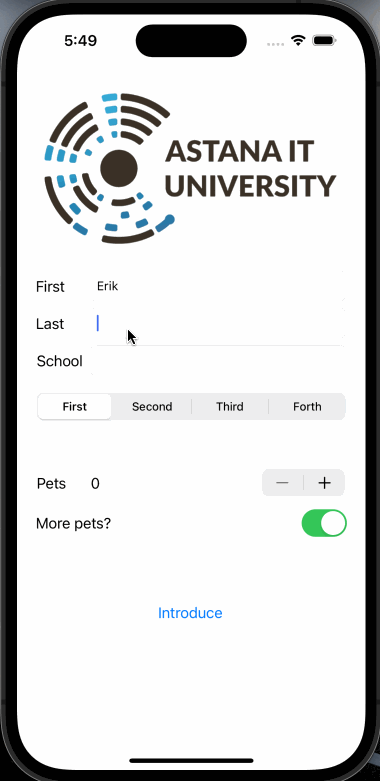 5:49
ASTANA IT
UNIVERSITY
First Erik
Last
School
First Second Third Forth
Pets 0 − +
More pets?
Introduce